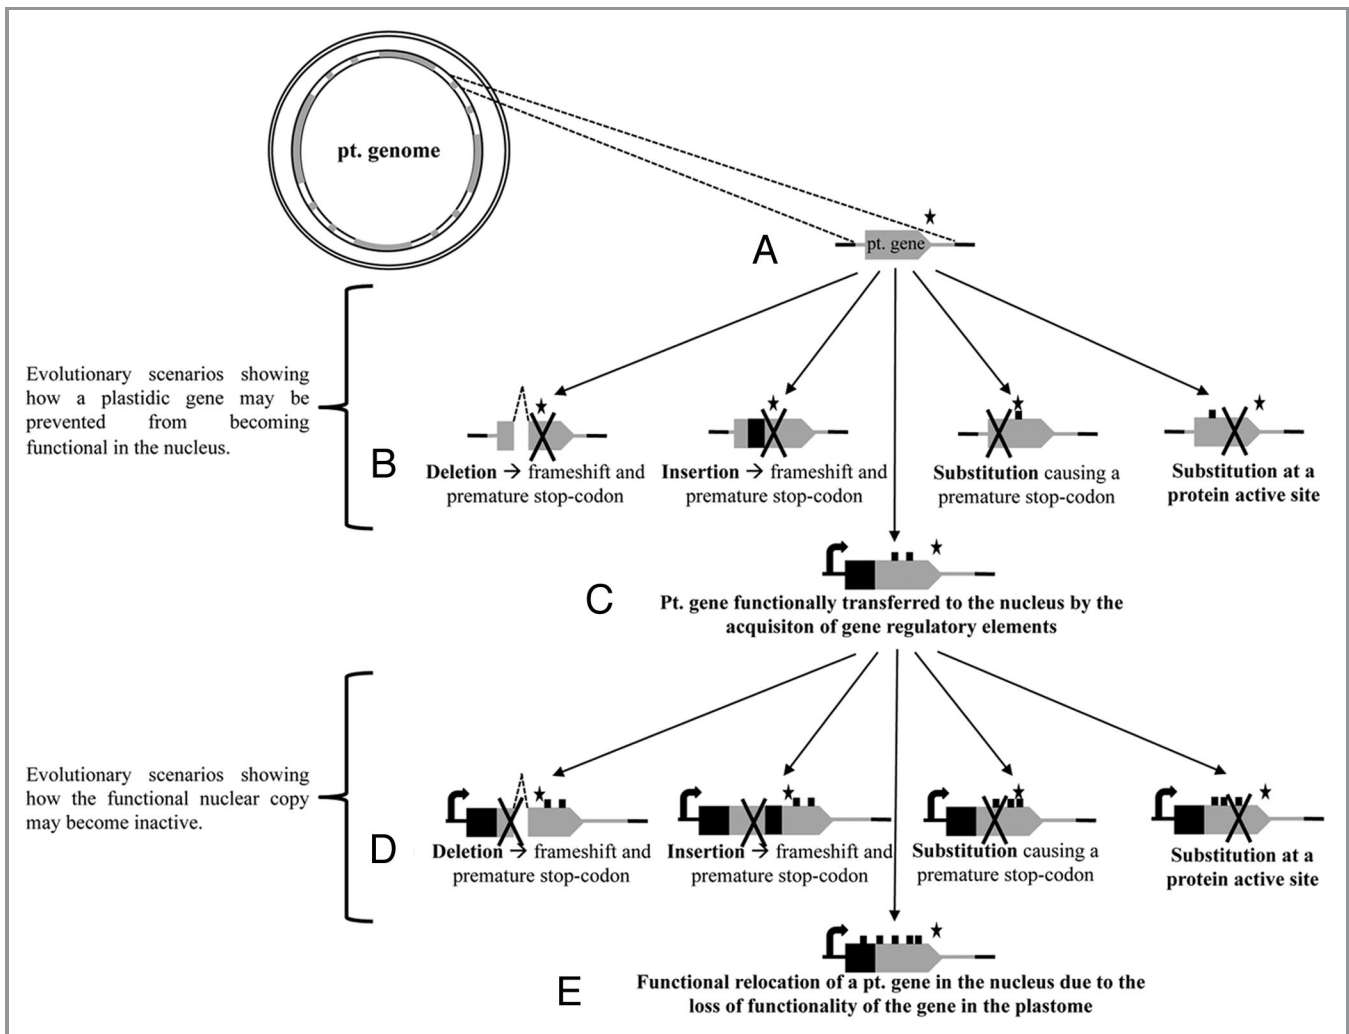 pt. genome
A
pt. gene
Evolutionary scenarios showing
how a plastidic gene may be
prevented from becoming
functional in the nucleus.
B
Deletion → frameshift and
premature stop-codon
Insertion → frameshift and
premature stop-codon
Substitution causing a
premature stop-codon
Substitution at a
protein active site
C
Pt. gene functionally transferred to the nucleus by the
acquisiton of gene regulatory elements
Evolutionary scenarios showing
how the functional nuclear copy
may become inactive.
D
Deletion → frameshift and
premature stop-codon
Insertion → frameshift and
premature stop-codon
Substitution causing a
premature stop-codon
Substitution at a
protein active site
E
Functional relocation of a pt. gene in the nucleus due to the
loss of functionality of the gene in the plastome